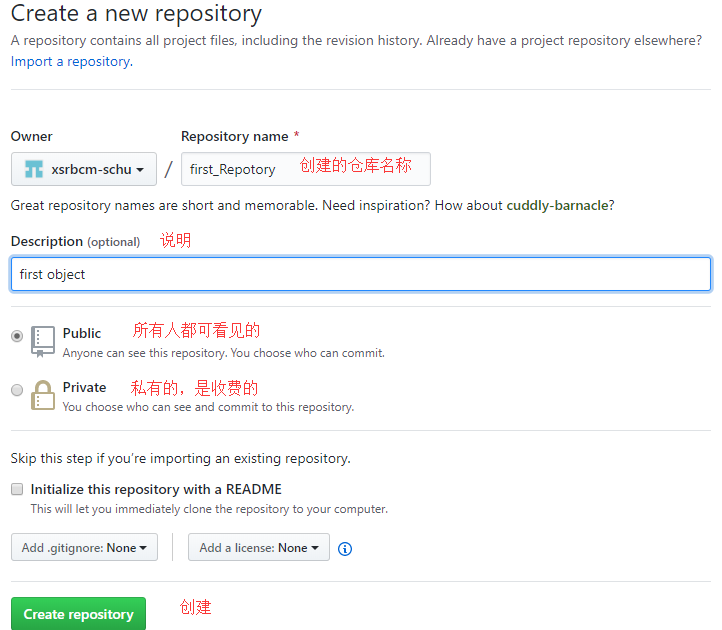 Create a new repository
A repository contains all project files, including the revision history. Already have a project repository elsewhere?
Import a repository.
Owner
Repository name *
xsrbcm-schu / first_Repotory 创建的仓库名称
Great repository names are short and memorable. Need inspiration? How about cuddly-barnacle?
Description (optional) 说明
first object
Public 所有人都可看见的
Anyone can see this repository. You choose who can commit.
Private 私有的，是收费的
You choose who can see and commit to this repository.
Skip this step if you're importing an existing repository.
Initialize this repository with a README
This will let you immediately clone the repository to your computer.
Add .gitignore: None
Add a license: None
Create repository 创建